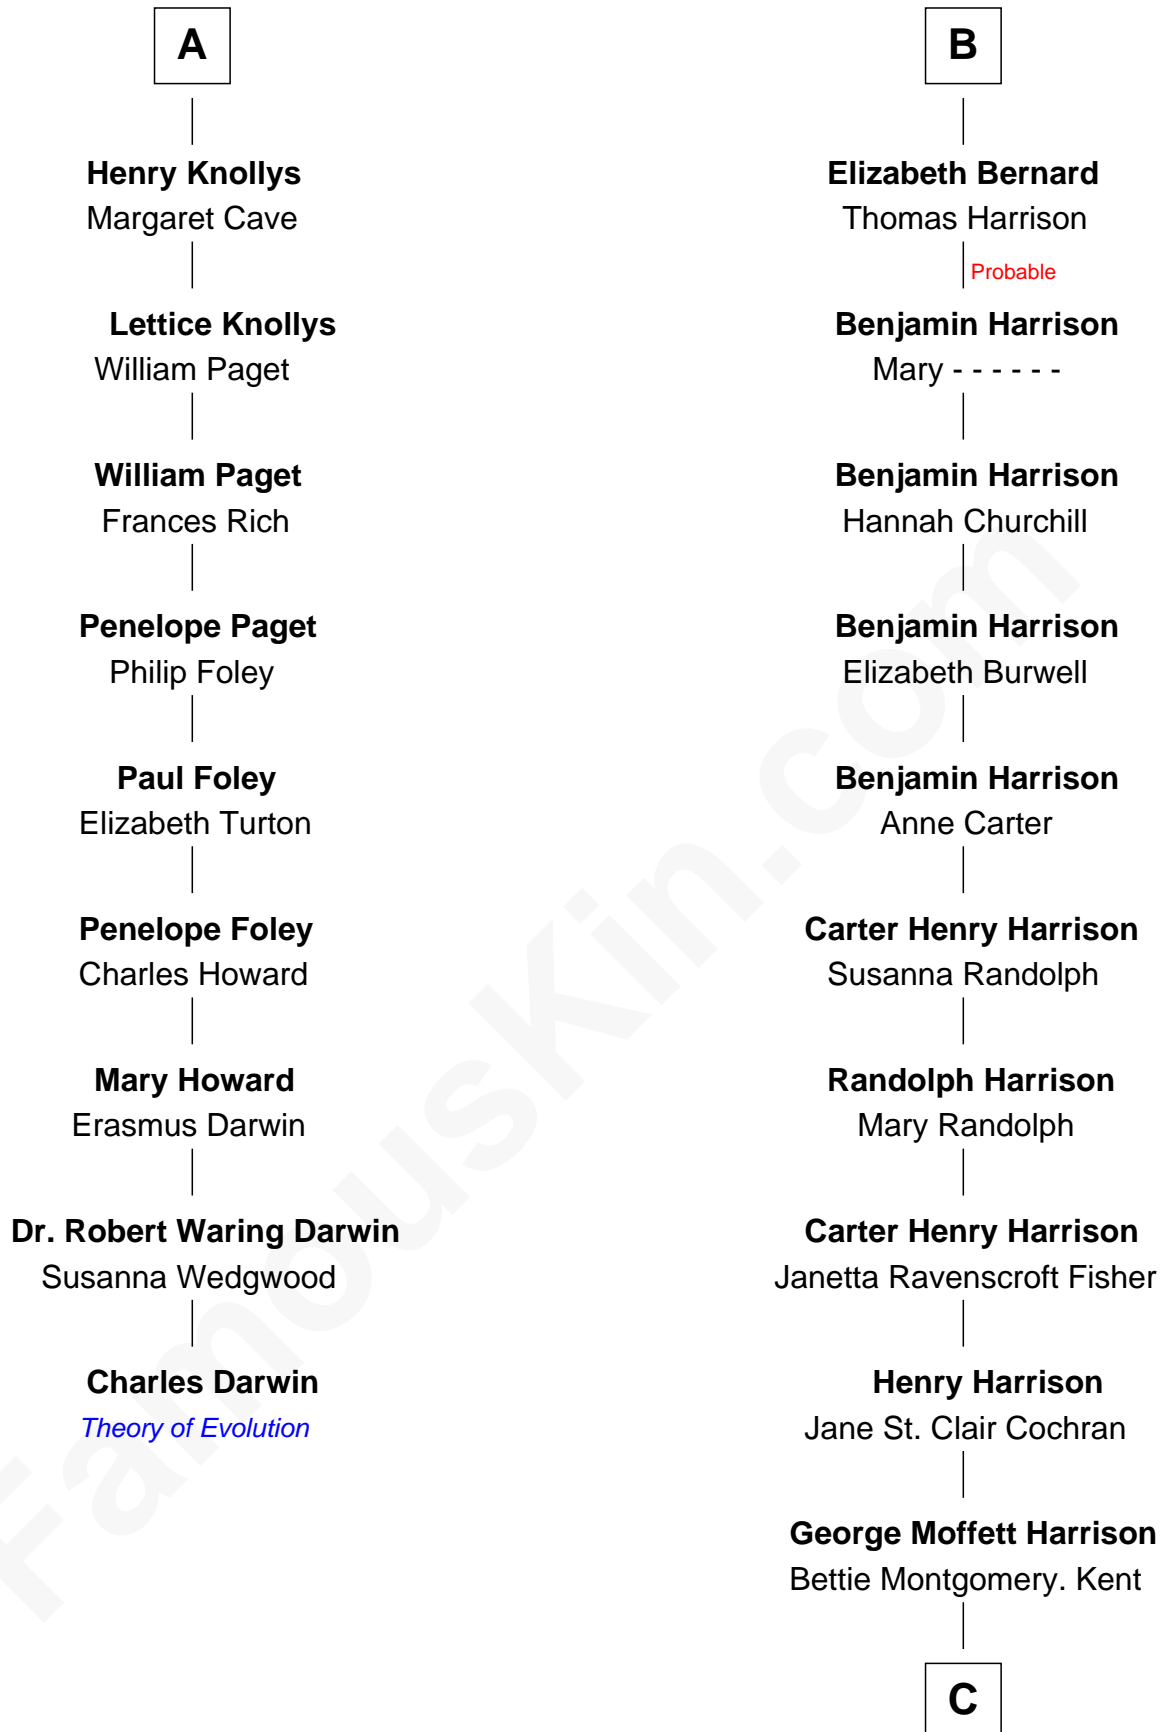 A
Henry Knollys
Margaret Cave
Lettice Knollys
William Paget
William Paget
Frances Rich
Penelope Paget
Philip Foley
Paul Foley
Elizabeth Turton
Penelope Foley
Charles Howard
Mary Howard
Erasmus Darwin
Dr. Robert Waring Darwin
Susanna Wedgwood
Charles Darwin
Theory of Evolution
B
Elizabeth Bernard
Thomas Harrison
Probable
Benjamin Harrison
Mary - - - - - -
Benjamin Harrison
Hannah Churchill
Benjamin Harrison
Elizabeth Burwell
Benjamin Harrison
Anne Carter
Carter Henry Harrison
Susanna Randolph
Randolph Harrison
Mary Randolph
Carter Henry Harrison
Janetta Ravenscroft Fisher
Henry Harrison
Jane St. Clair Cochran
George Moffett Harrison
Bettie Montgomery. Kent
C
FamousKin.com